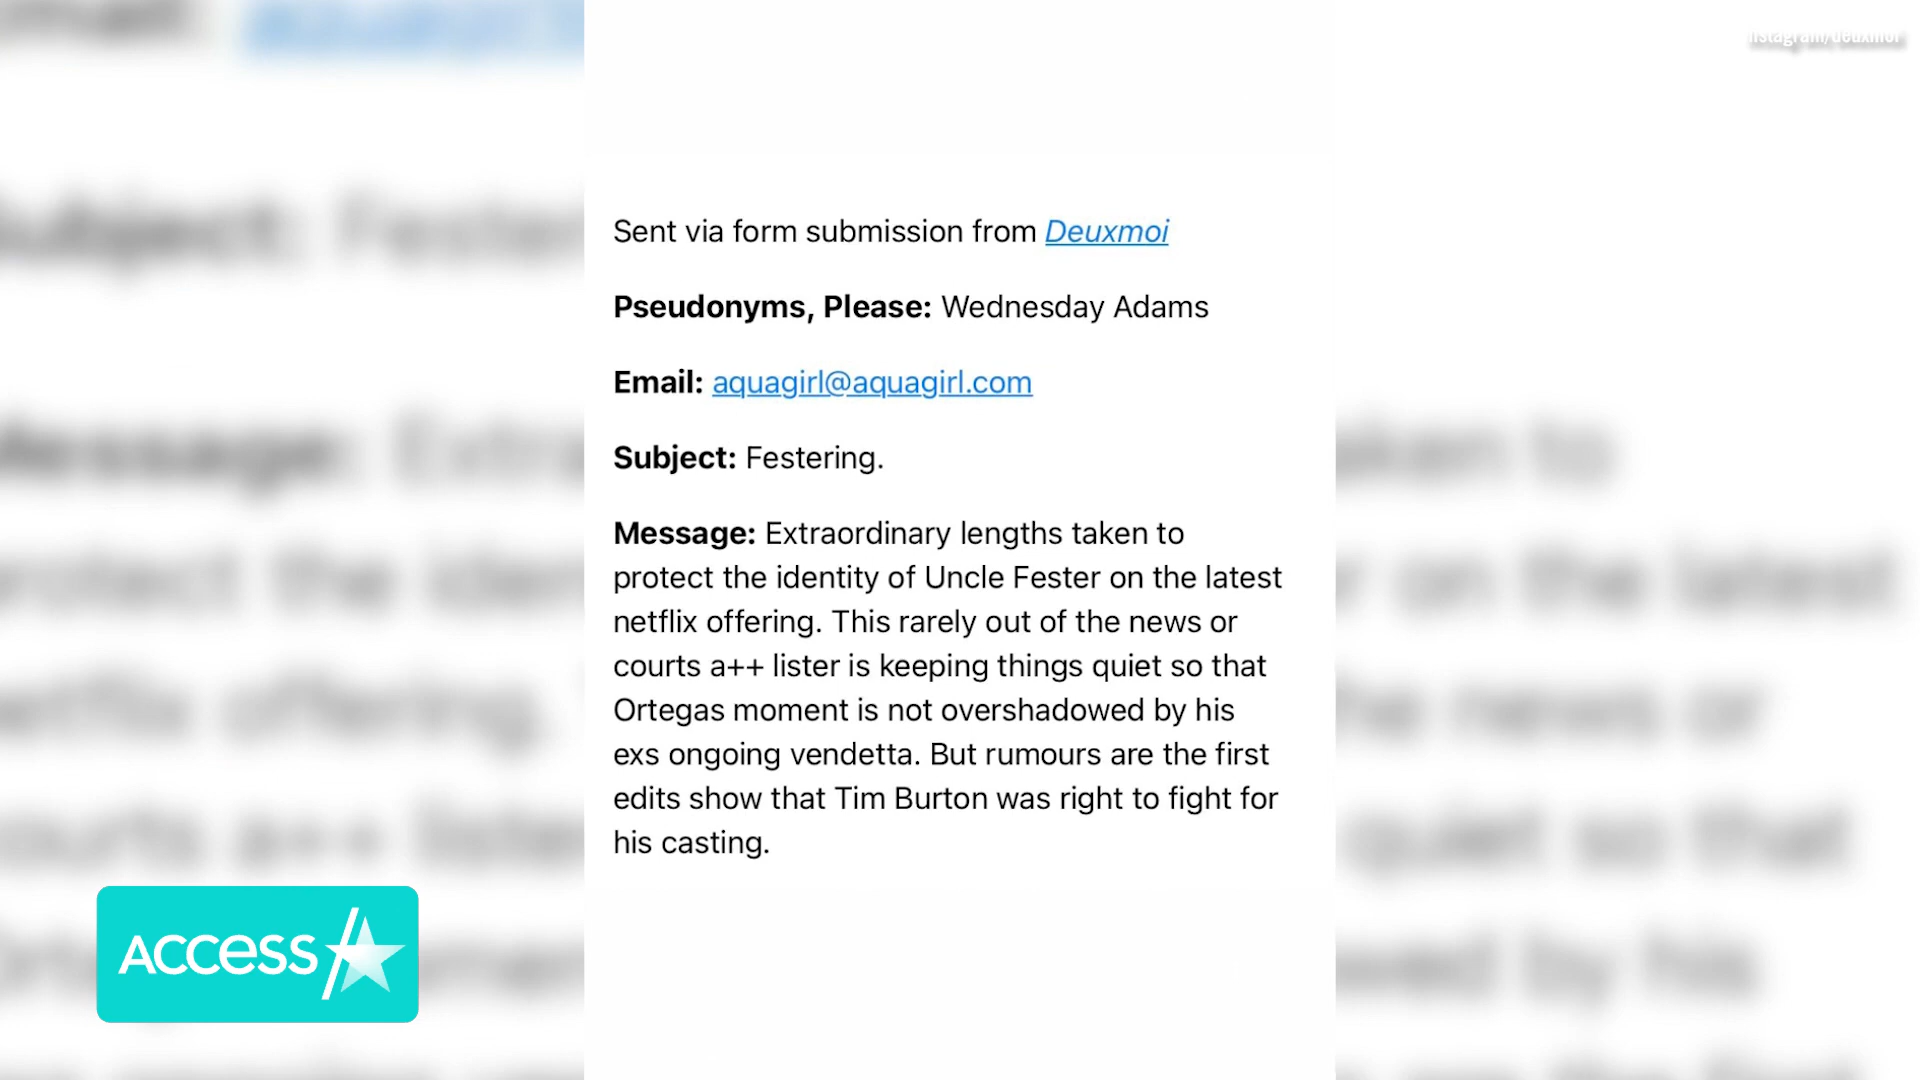 instagram/deuxmoi
Sent via form submission from Deuxmoi
Pseudonyms, Please: Wednesday Adams
Email: aquagirl@aquagirl.com
Subject: Festering.
Message: Extraordinary lengths taken to
protect the identity of Uncle Fester on the latest
netflix offering. This rarely out of the news or
courts a++ lister is keeping things quiet so that
Ortegas moment is not overshadowed by his
exs ongoing vendetta. But rumours are the first
edits show that Tim Burton was right to fight for
his casting.
ACCESS